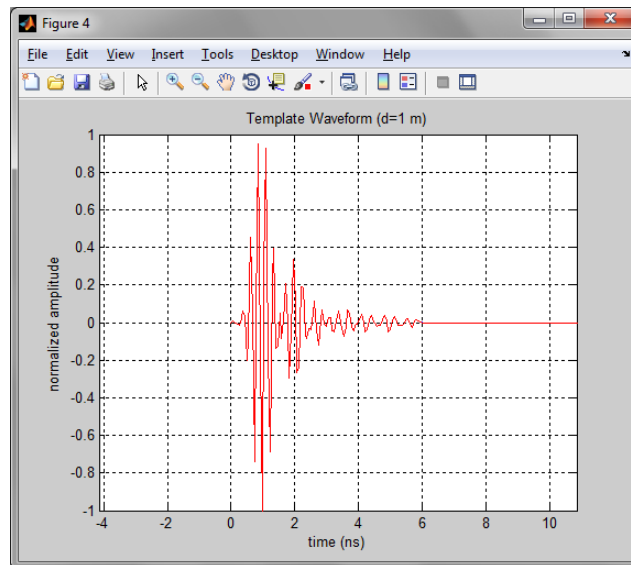 Figure 4
File Edit View Insert Tools Desktop Window Help
Template Waveform (d=1 m)
1
0.8
0.6
0.4
0.2
0
-0.2
-0.4
-0.6
-0.8
-1
normalized amplitude
-4 -2 0 2 4 6 8 10
time (ns)